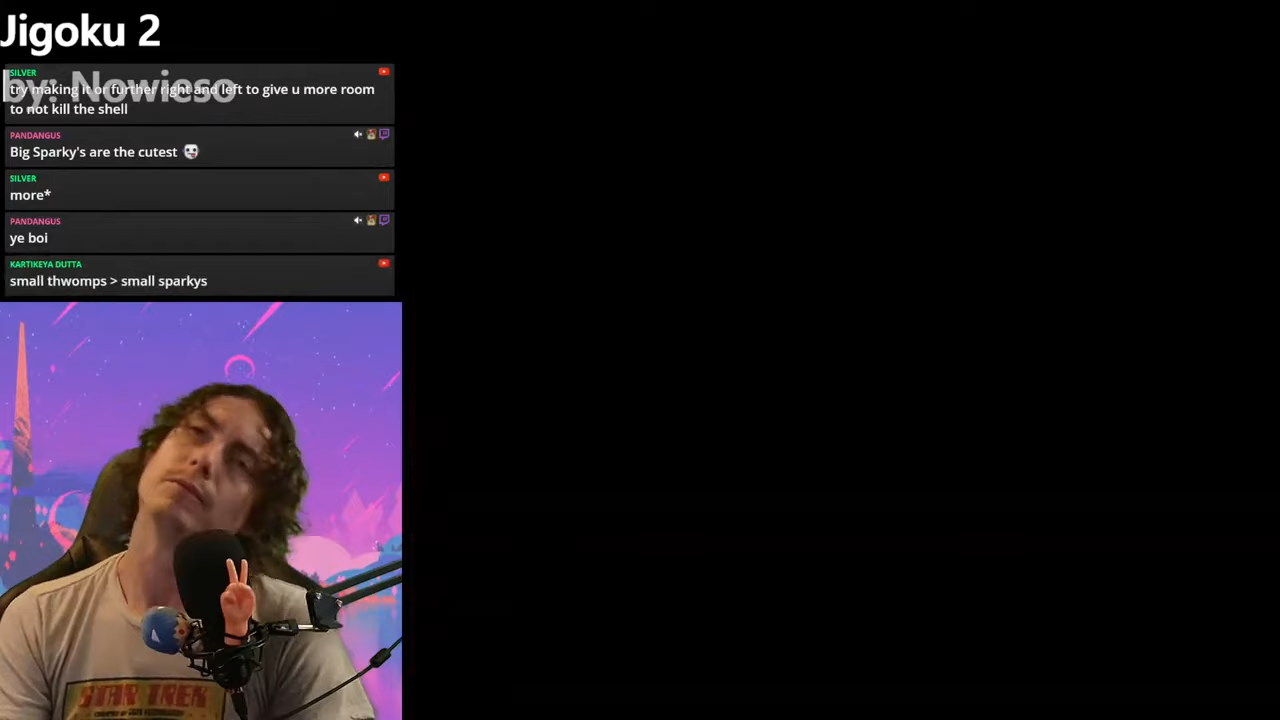 Jigoku 2
by: Nowieso
SILVER
try making it or further right and left to give u more room
to not kill the shell
PANDANGUS
Big Sparky's are the cutest
SILVER
more*
PANDANGUS
ye boi
KARTIKEYA DUTTA
small thwomps > small sparkys
STAR TREK